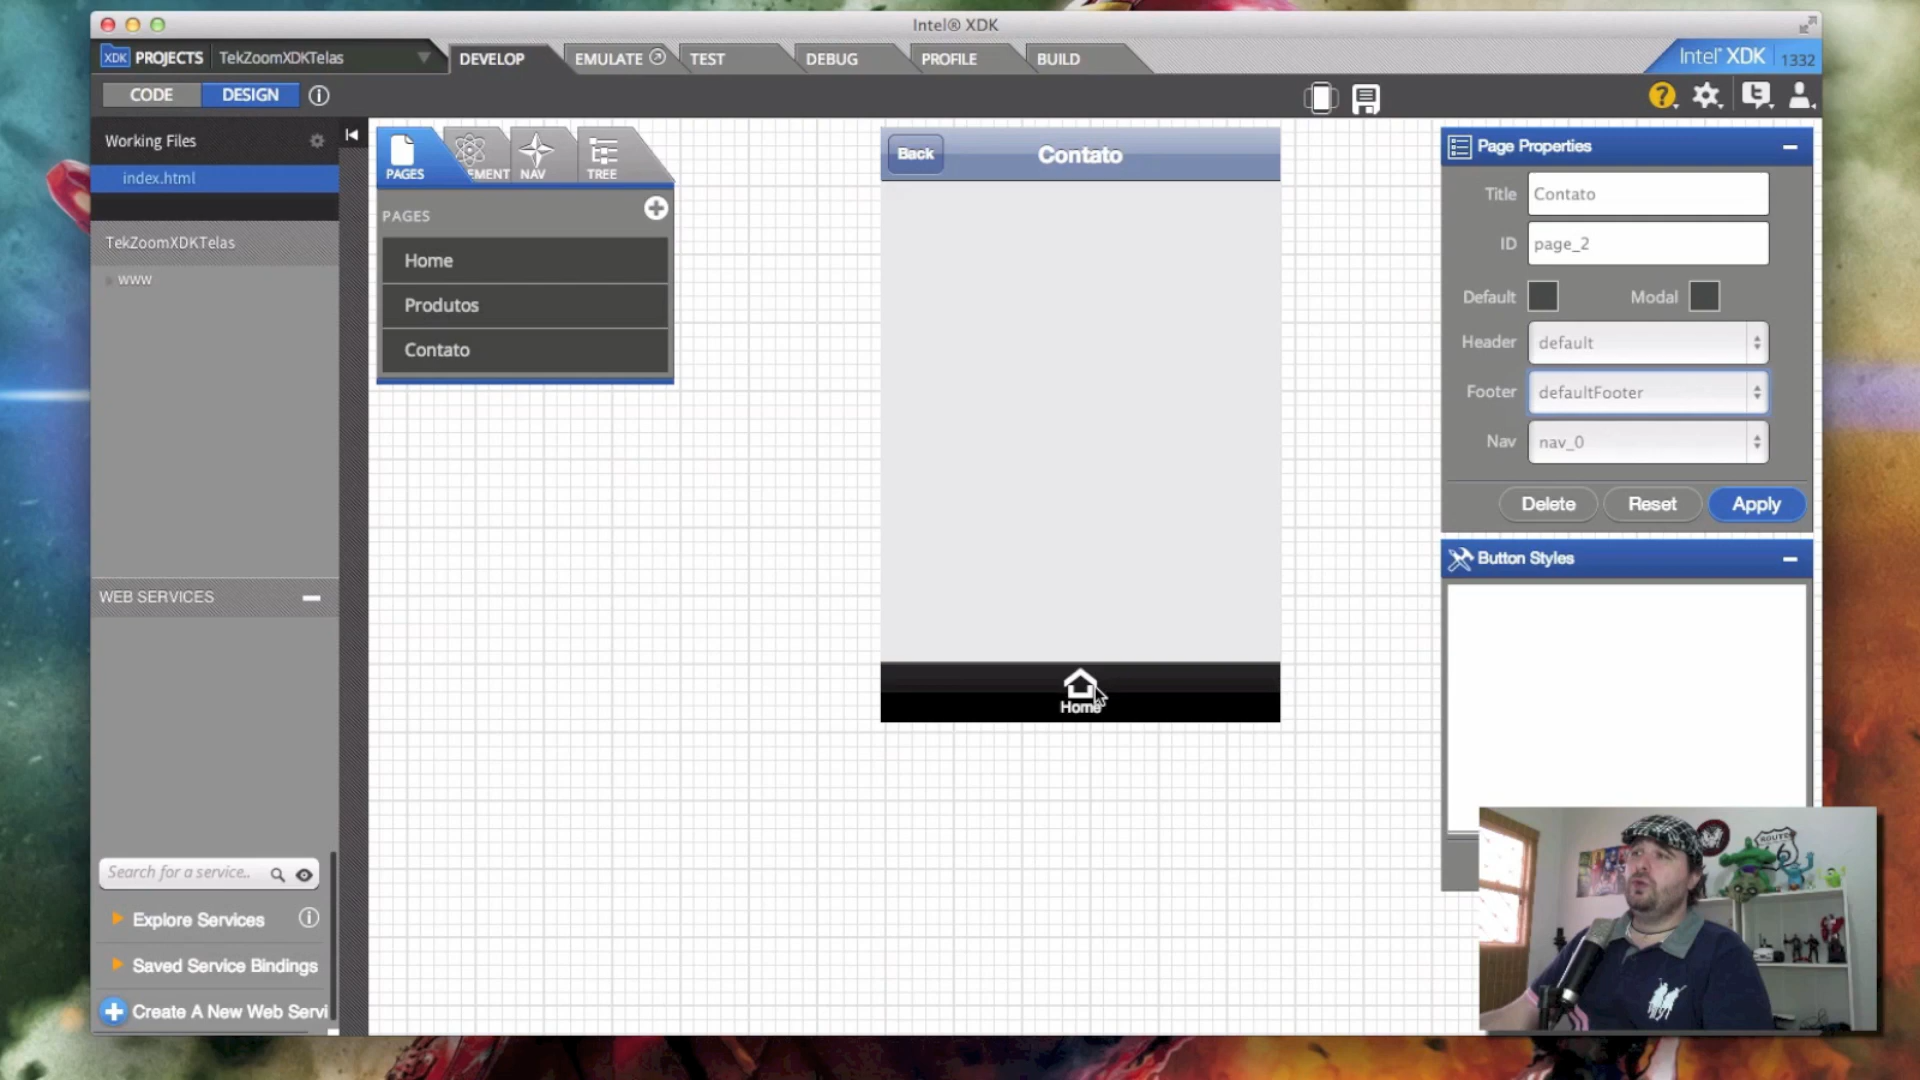 Intel® XDK
XDK PROJECTS TekZoomXDKTelas
DEVELOP
EMULATE
TEST
DEBUG
PROFILE
BUILD
Intel® XDK 1332
CODE
DESIGN
Working Files
index.html
TekZoomXDKTelas
www
WEB SERVICES
Search for a service..
Explore Services
Saved Service Bindings
Create A New Web Servi
PAGES
EMENT
NAV
TREE
PAGES
Home
Produtos
Contato
Back
Contato
Home
Page Properties
Title Contato
ID page_2
Default
Modal
Header default
Footer defaultFooter
Nav nav_0
Delete
Reset
Apply
Button Styles
ROUTE
6